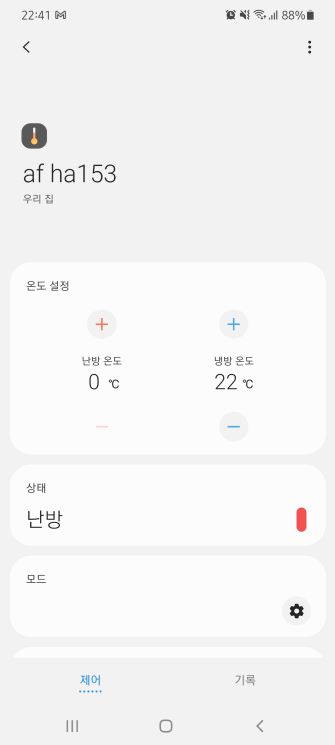 22:41
88%
af ha153
우리 집
온도 설정
난방 온도
냉방 온도
0 ℃
22 ℃
상태
난방
모드
제어
기록